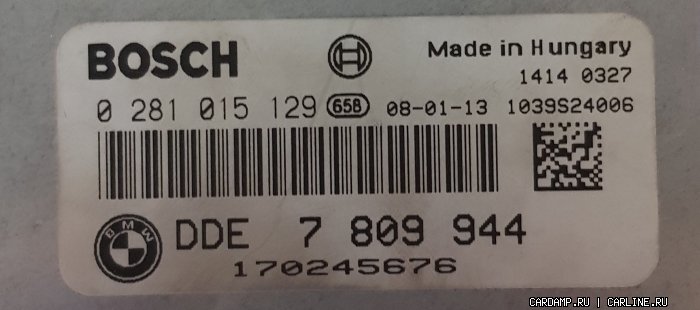 BOSCH
Made in Hungary
1414 0327
0 281 015 129 658 08-01-13 1039S24006
BMW
DDE 7 809 944
170245676
CARDAMP.RU | CARLINE.RU